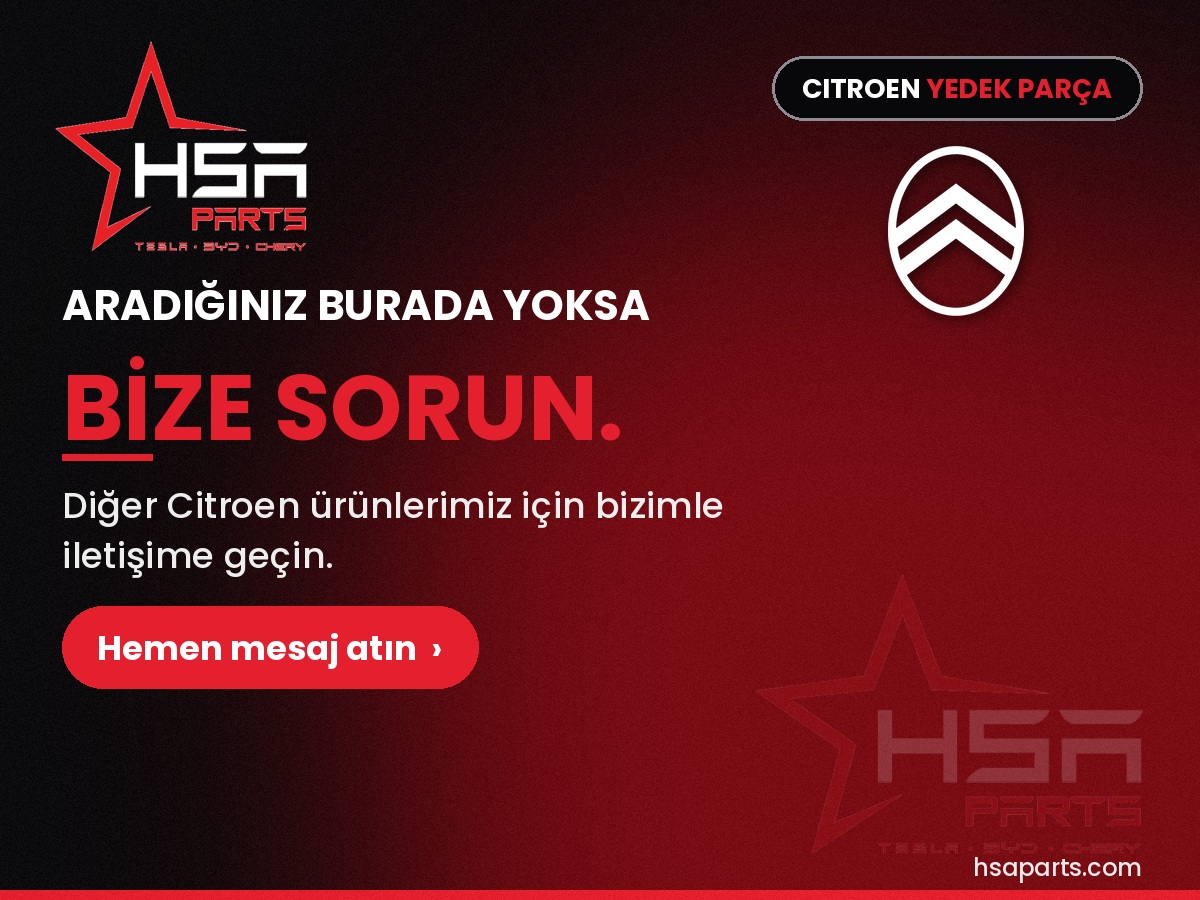 HSA
PARTS
TESLA · BYD · CHERY
CITROEN YEDEK PARÇA
ARADIĞINIZ BURADA YOKSA
BİZE SORUN.
Diğer Citroen ürünlerimiz için bizimle
iletişime geçin.
Hemen mesaj atın ›
HSA
PARTS
TESLA · BYD · CHERY
hsaparts.com